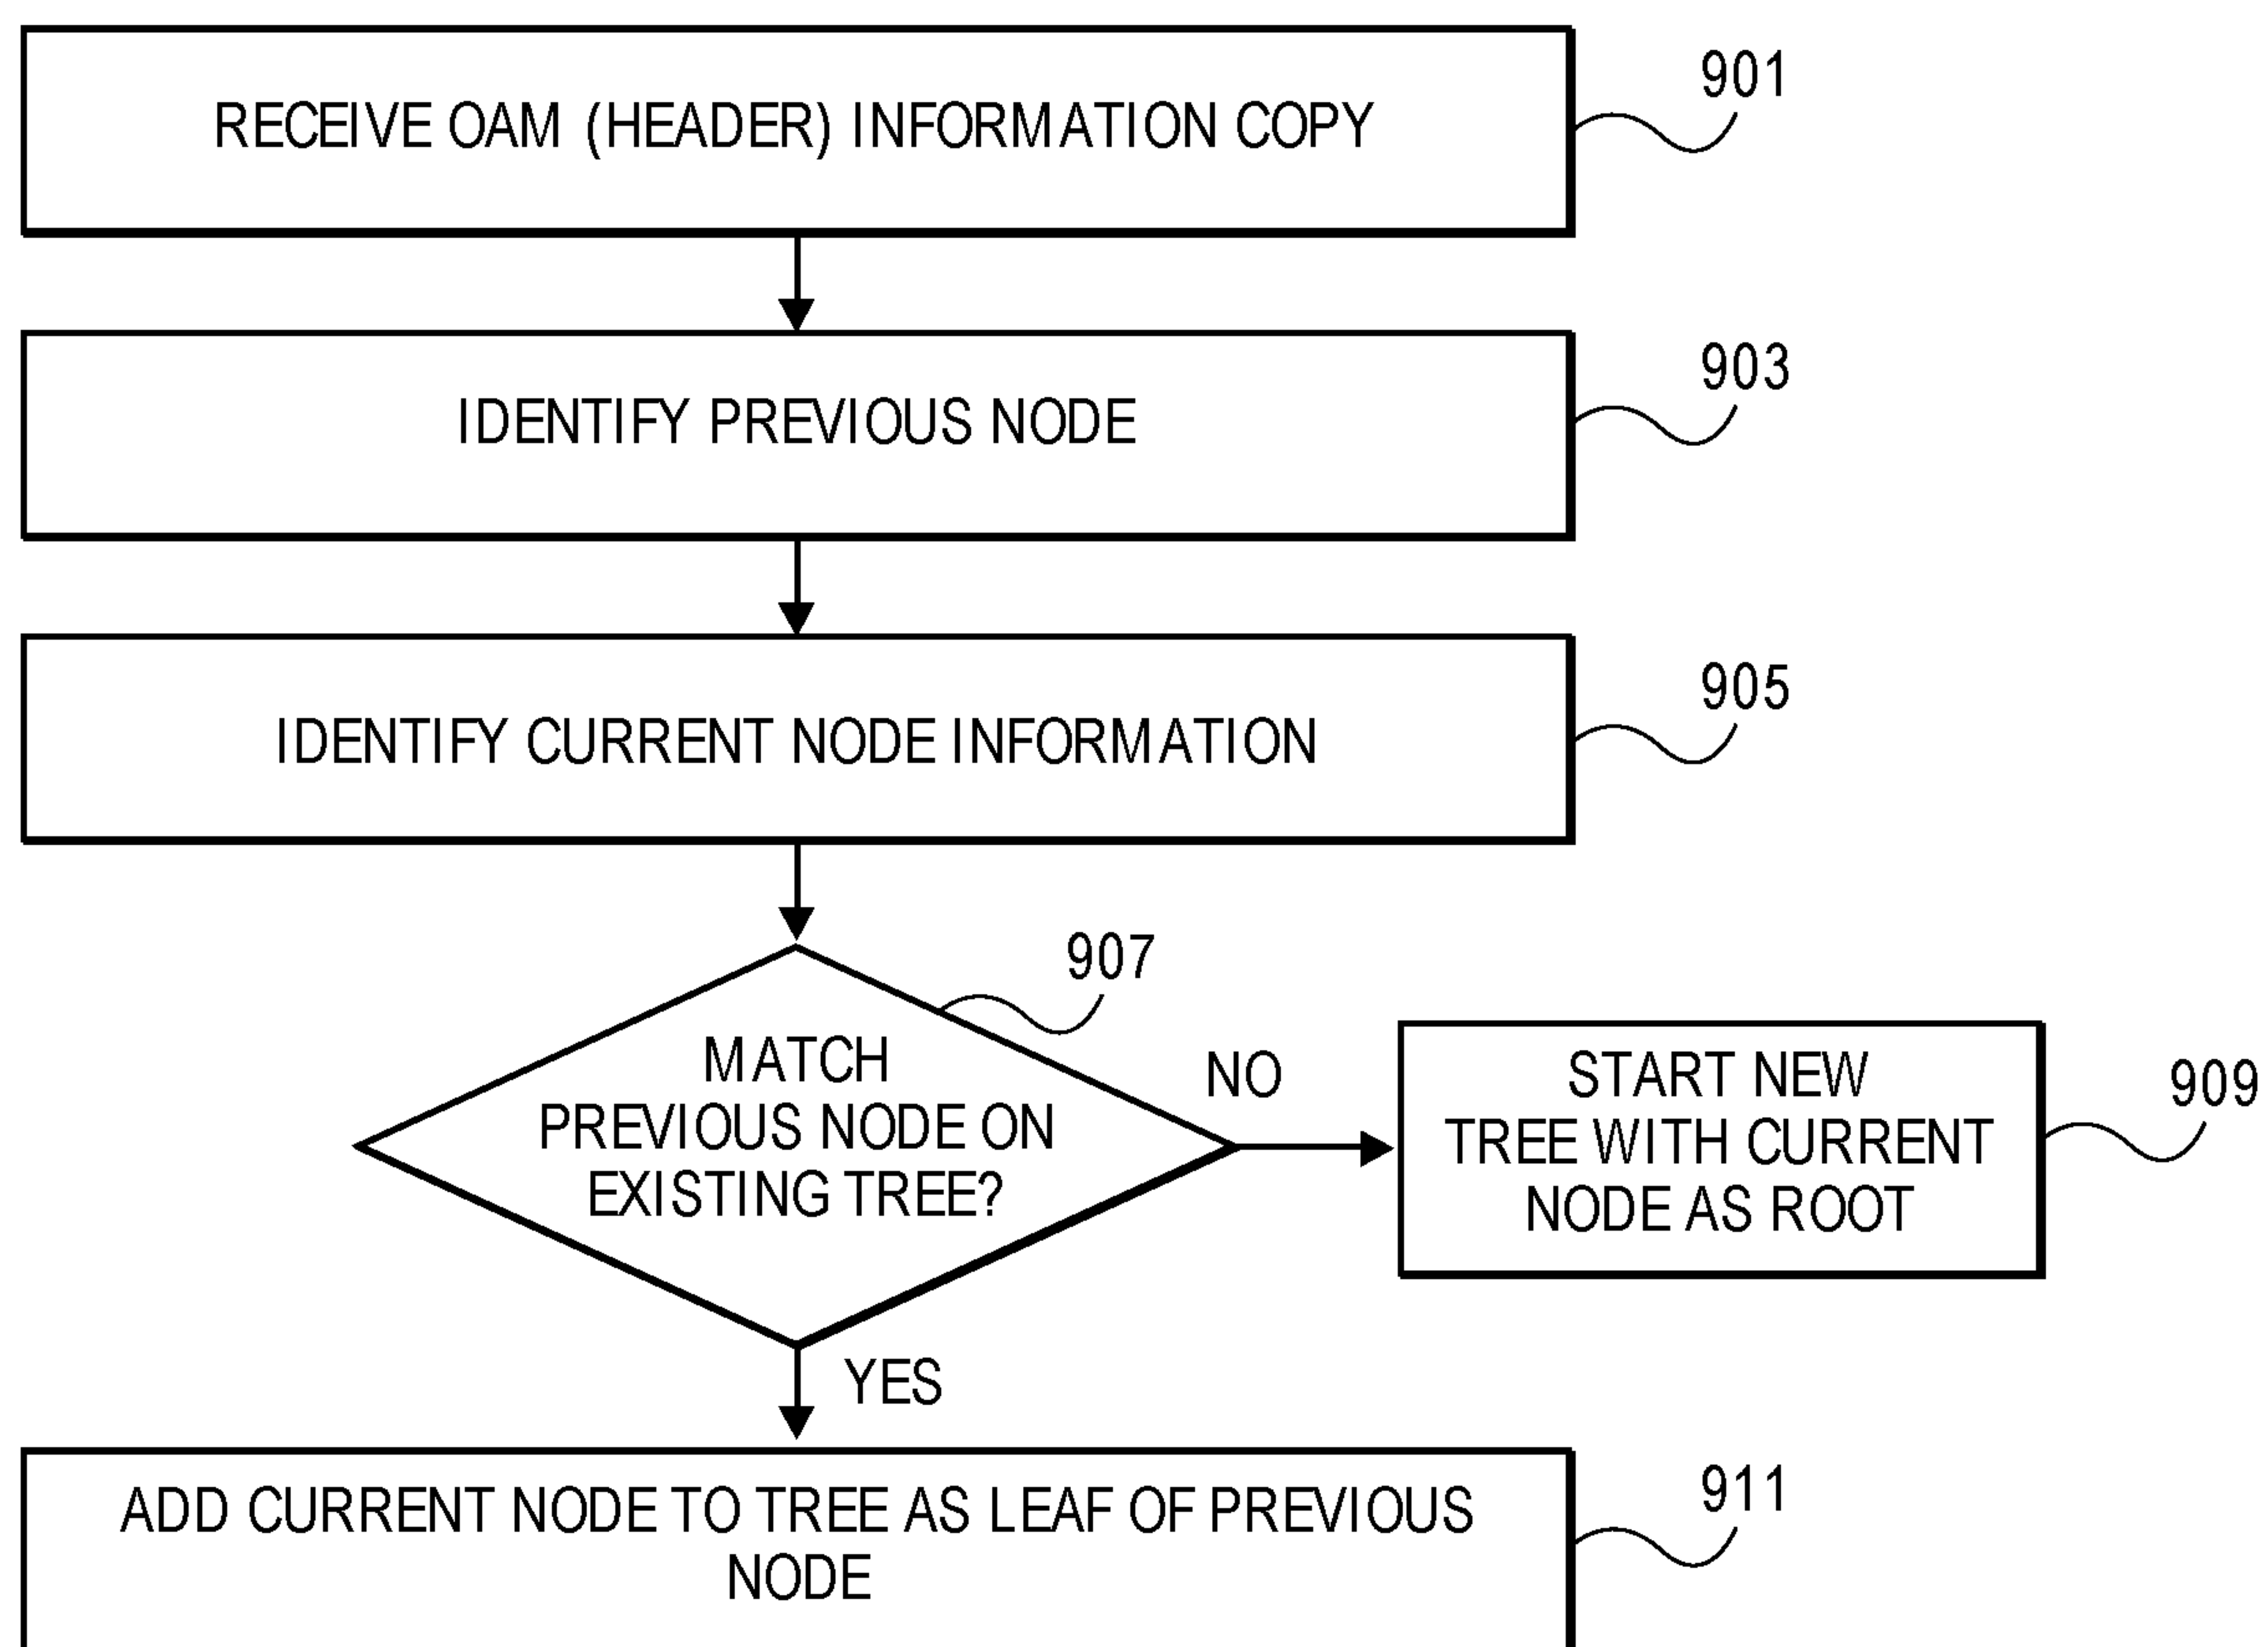 RECEIVE OAM (HEADER) INFORMATION COPY
901
IDENTIFY PREVIOUS NODE
903
IDENTIFY CURRENT NODE INFORMATION
905
907
MATCH
PREVIOUS NODE ON
EXISTING TREE?
NO
START NEW
TREE WITH CURRENT
NODE AS ROOT
909
YES
ADD CURRENT NODE TO TREE AS LEAF OF PREVIOUS
NODE
911